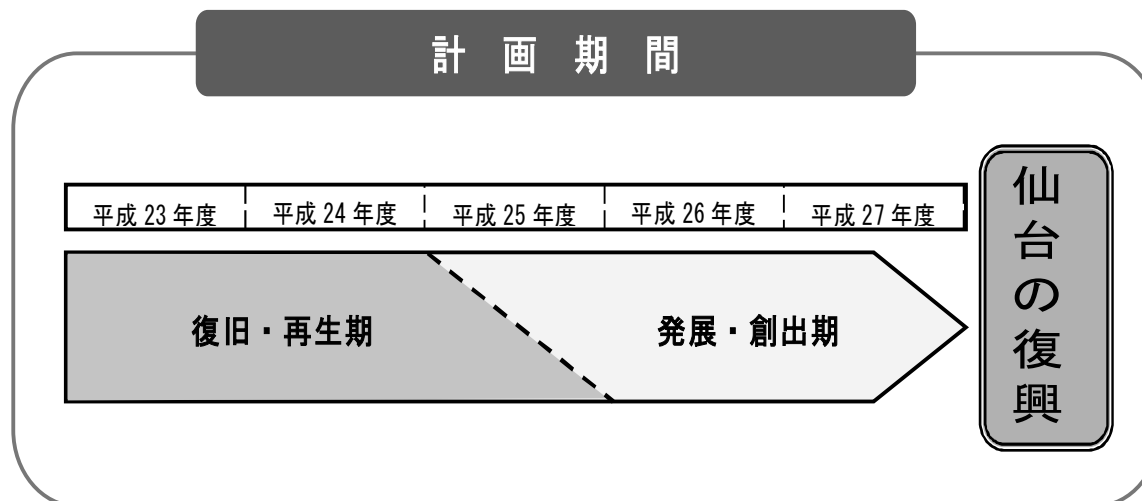 計画期間
平成 23 年度 平成 24 年度 平成 25 年度 平成 26 年度 平成 27 年度
復旧・再生期 発展・創出期
仙台の復興